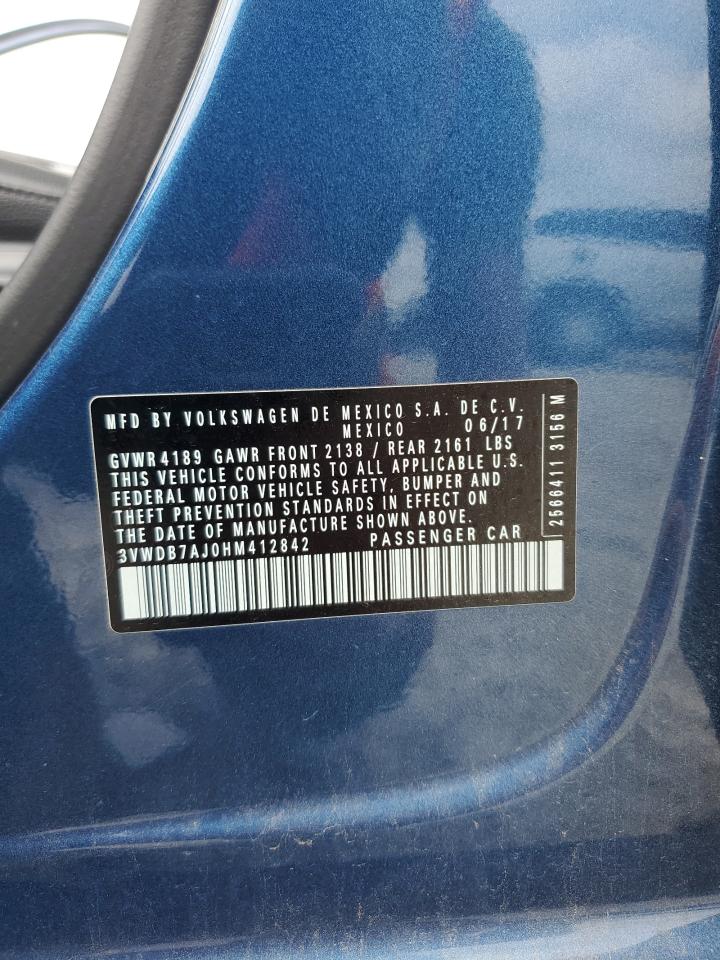 MFD BY VOLKSWAGEN DE MEXICO S.A. DE C.V.
MEXICO 06/17
GVWR 4189 GAWR FRONT 2138 / REAR 2161 LBS
THIS VEHICLE CONFORMS TO ALL APPLICABLE U.S.
FEDERAL MOTOR VEHICLE SAFETY, BUMPER AND
THEFT PREVENTION STANDARDS IN EFFECT ON
THE DATE OF MANUFACTURE SHOWN ABOVE.
3VWDB7AJ0HM412842 PASSENGER CAR
2566411 3156 M